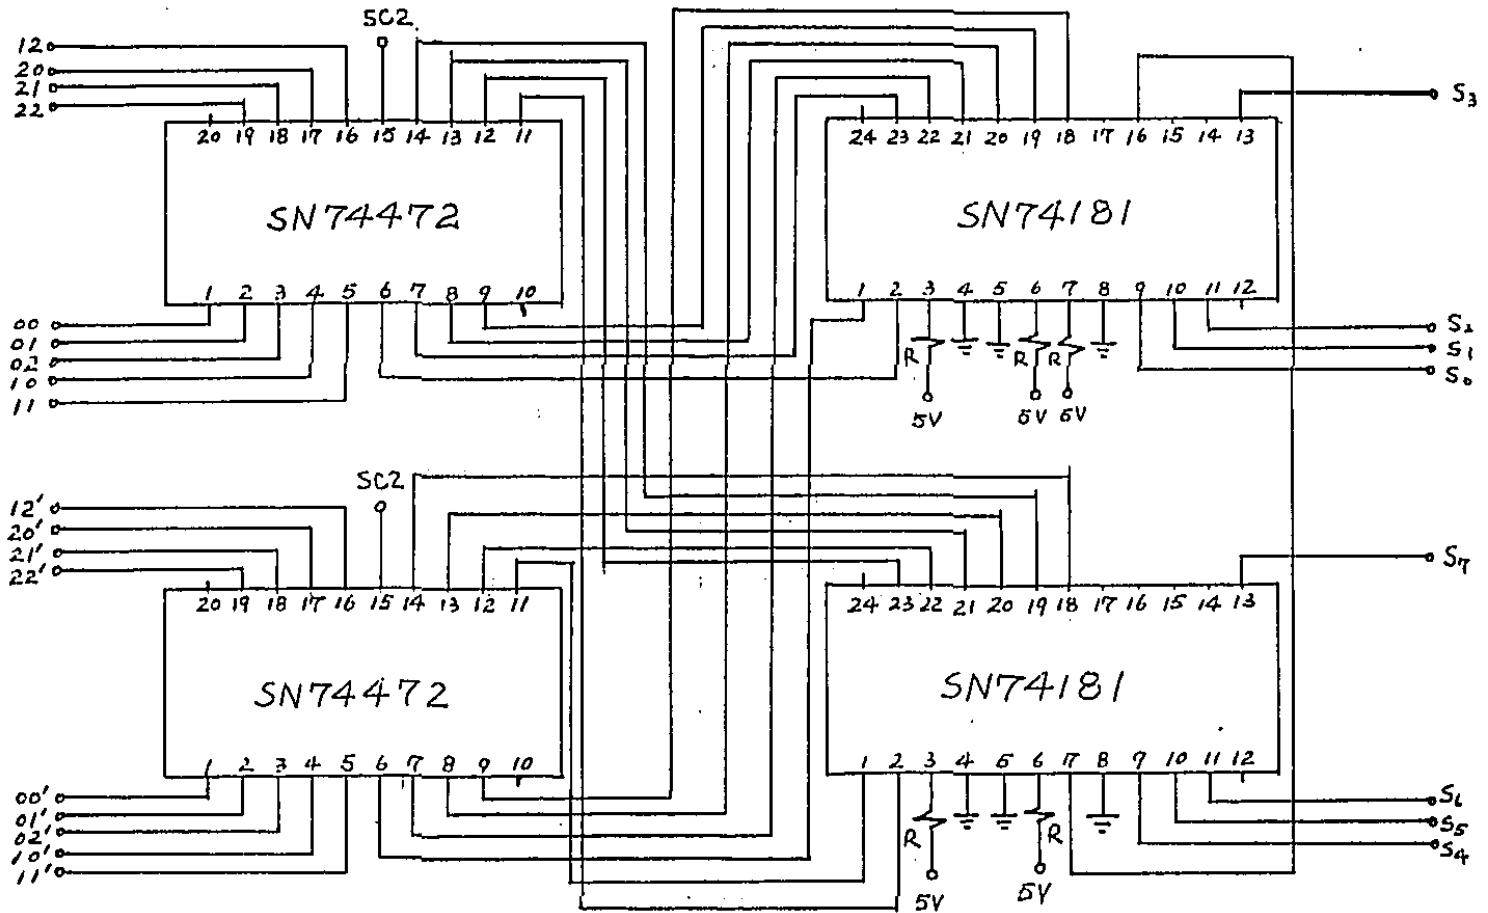 SC2
12
20
21
22
S3
20 19 18 17 16 15 14 13 12 11
24 23 22 21 20 19 18 17 16 15 14 13
SN74472
SN74181
1 2 3 4 5 6 7 8 9 10
1 2 3 4 5 6 7 8 9 10 11 12
00
01
02
10
11
R R R
5V 5V 5V
S2
S1
S0
SC2
12'
20'
21'
22'
S7
20 19 18 17 16 15 14 13 12 11
24 23 22 21 20 19 18 17 16 15 14 13
SN74472
SN74181
1 2 3 4 5 6 7 8 9 10
1 2 3 4 5 6 7 8 9 10 11 12
00'
01'
02'
10'
11'
R R
5V 5V
S6
S5
S4